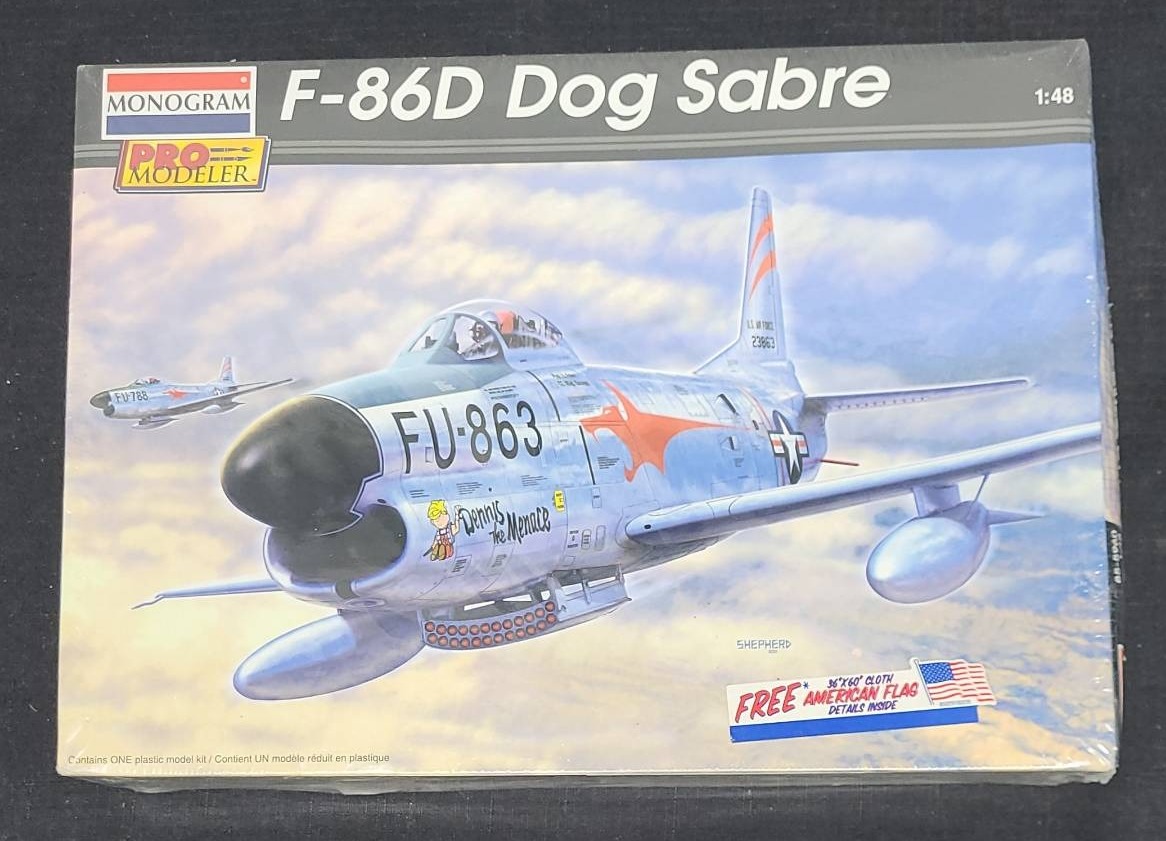 MONOGRAM
F-86D Dog Sabre
1:48
PRO
MODELER
U.S. AIR FORCE
23863
FU-788
FU-863
Dennis
The Menace
SHEPHERD
FREE*
36"X60" CLOTH
AMERICAN FLAG
DETAILS INSIDE
Contains ONE plastic model kit / Contient UN modèle réduit en plastique